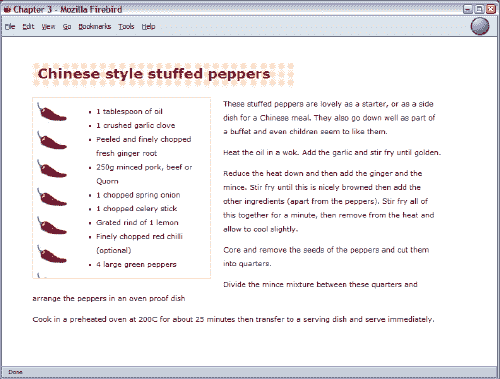 Chapter 3 - Mozilla Firebird
File Edit View Go Bookmarks Tools Help
Chinese style stuffed peppers
1 tablespoon of oil
1 crushed garlic clove
Peeled and finely chopped
fresh ginger root
250g minced pork, beef or
Quorn
1 chopped spring onion
1 chopped celery stick
Grated rind of 1 lemon
Finely chopped red chilli
(optional)
4 large green peppers
These stuffed peppers are lovely as a starter, or as a side
dish for a Chinese meal. They also go down well as part of
a buffet and even children seem to like them.
Heat the oil in a wok. Add the garlic and stir fry until golden.
Reduce the heat down and then add the ginger and the
mince. Stir fry until this is nicely browned then add the
other ingredients (apart from the peppers). Stir fry all of
this together for a minute, then remove from the heat and
allow to cool slightly.
Core and remove the seeds of the peppers and cut them
into quarters.
Divide the mince mixture between these quarters and
arrange the peppers in an oven proof dish
Cook in a preheated oven at 200C for about 25 minutes then transfer to a serving dish and serve immediately.
Done